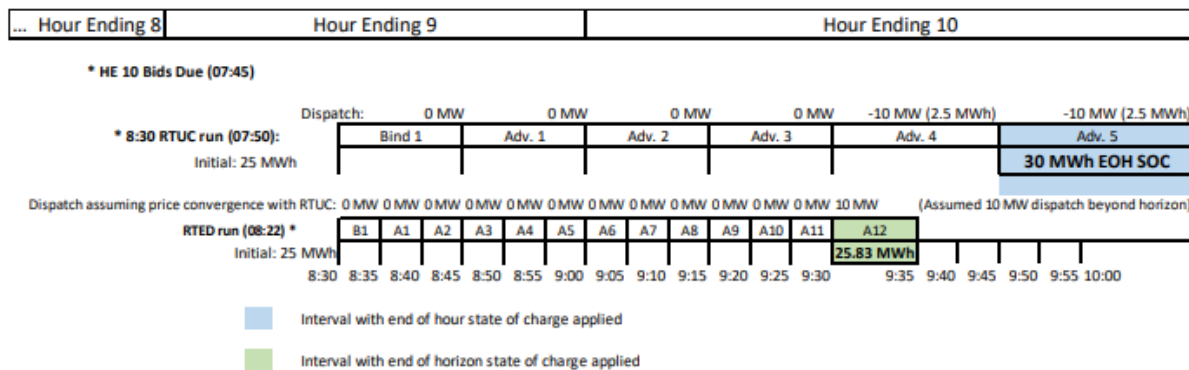 ... Hour Ending 8 Hour Ending 9 Hour Ending 10
* HE 10 Bids Due (07:45)
Dispatch: 0 MW 0 MW 0 MW 0 MW -10 MW (2.5 MWh) -10 MW (2.5 MWh)
* 8:30 RTUC run (07:50): Bind 1 Adv. 1 Adv. 2 Adv. 3 Adv. 4 Adv. 5
Initial: 25 MWh 30 MWh EOH SOC
Dispatch assuming price convergence with RTUC: 0 MW 0 MW 0 MW 0 MW 0 MW 0 MW 0 MW 0 MW 0 MW 0 MW 0 MW 0 MW 10 MW (Assumed 10 MW dispatch beyond horizon)
RTED run (08:22) * B1 A1 A2 A3 A4 A5 A6 A7 A8 A9 A10 A11 A12
Initial: 25 MWh 25.83 MWh
8:30 8:35 8:40 8:45 8:50 8:55 9:00 9:05 9:10 9:15 9:20 9:25 9:30 9:35 9:40 9:45 9:50 9:55 10:00
Interval with end of hour state of charge applied
Interval with end of horizon state of charge applied